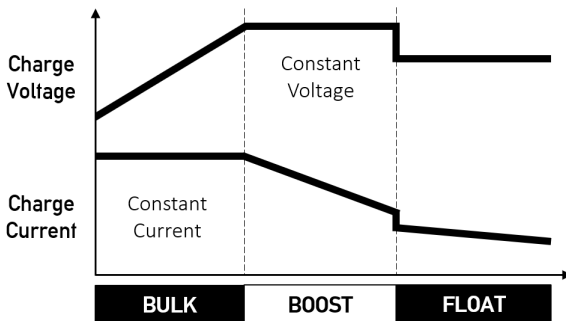 Charge
Voltage
Constant
Voltage
Charge
Current
Constant
Current
BULK
BOOST
FLOAT